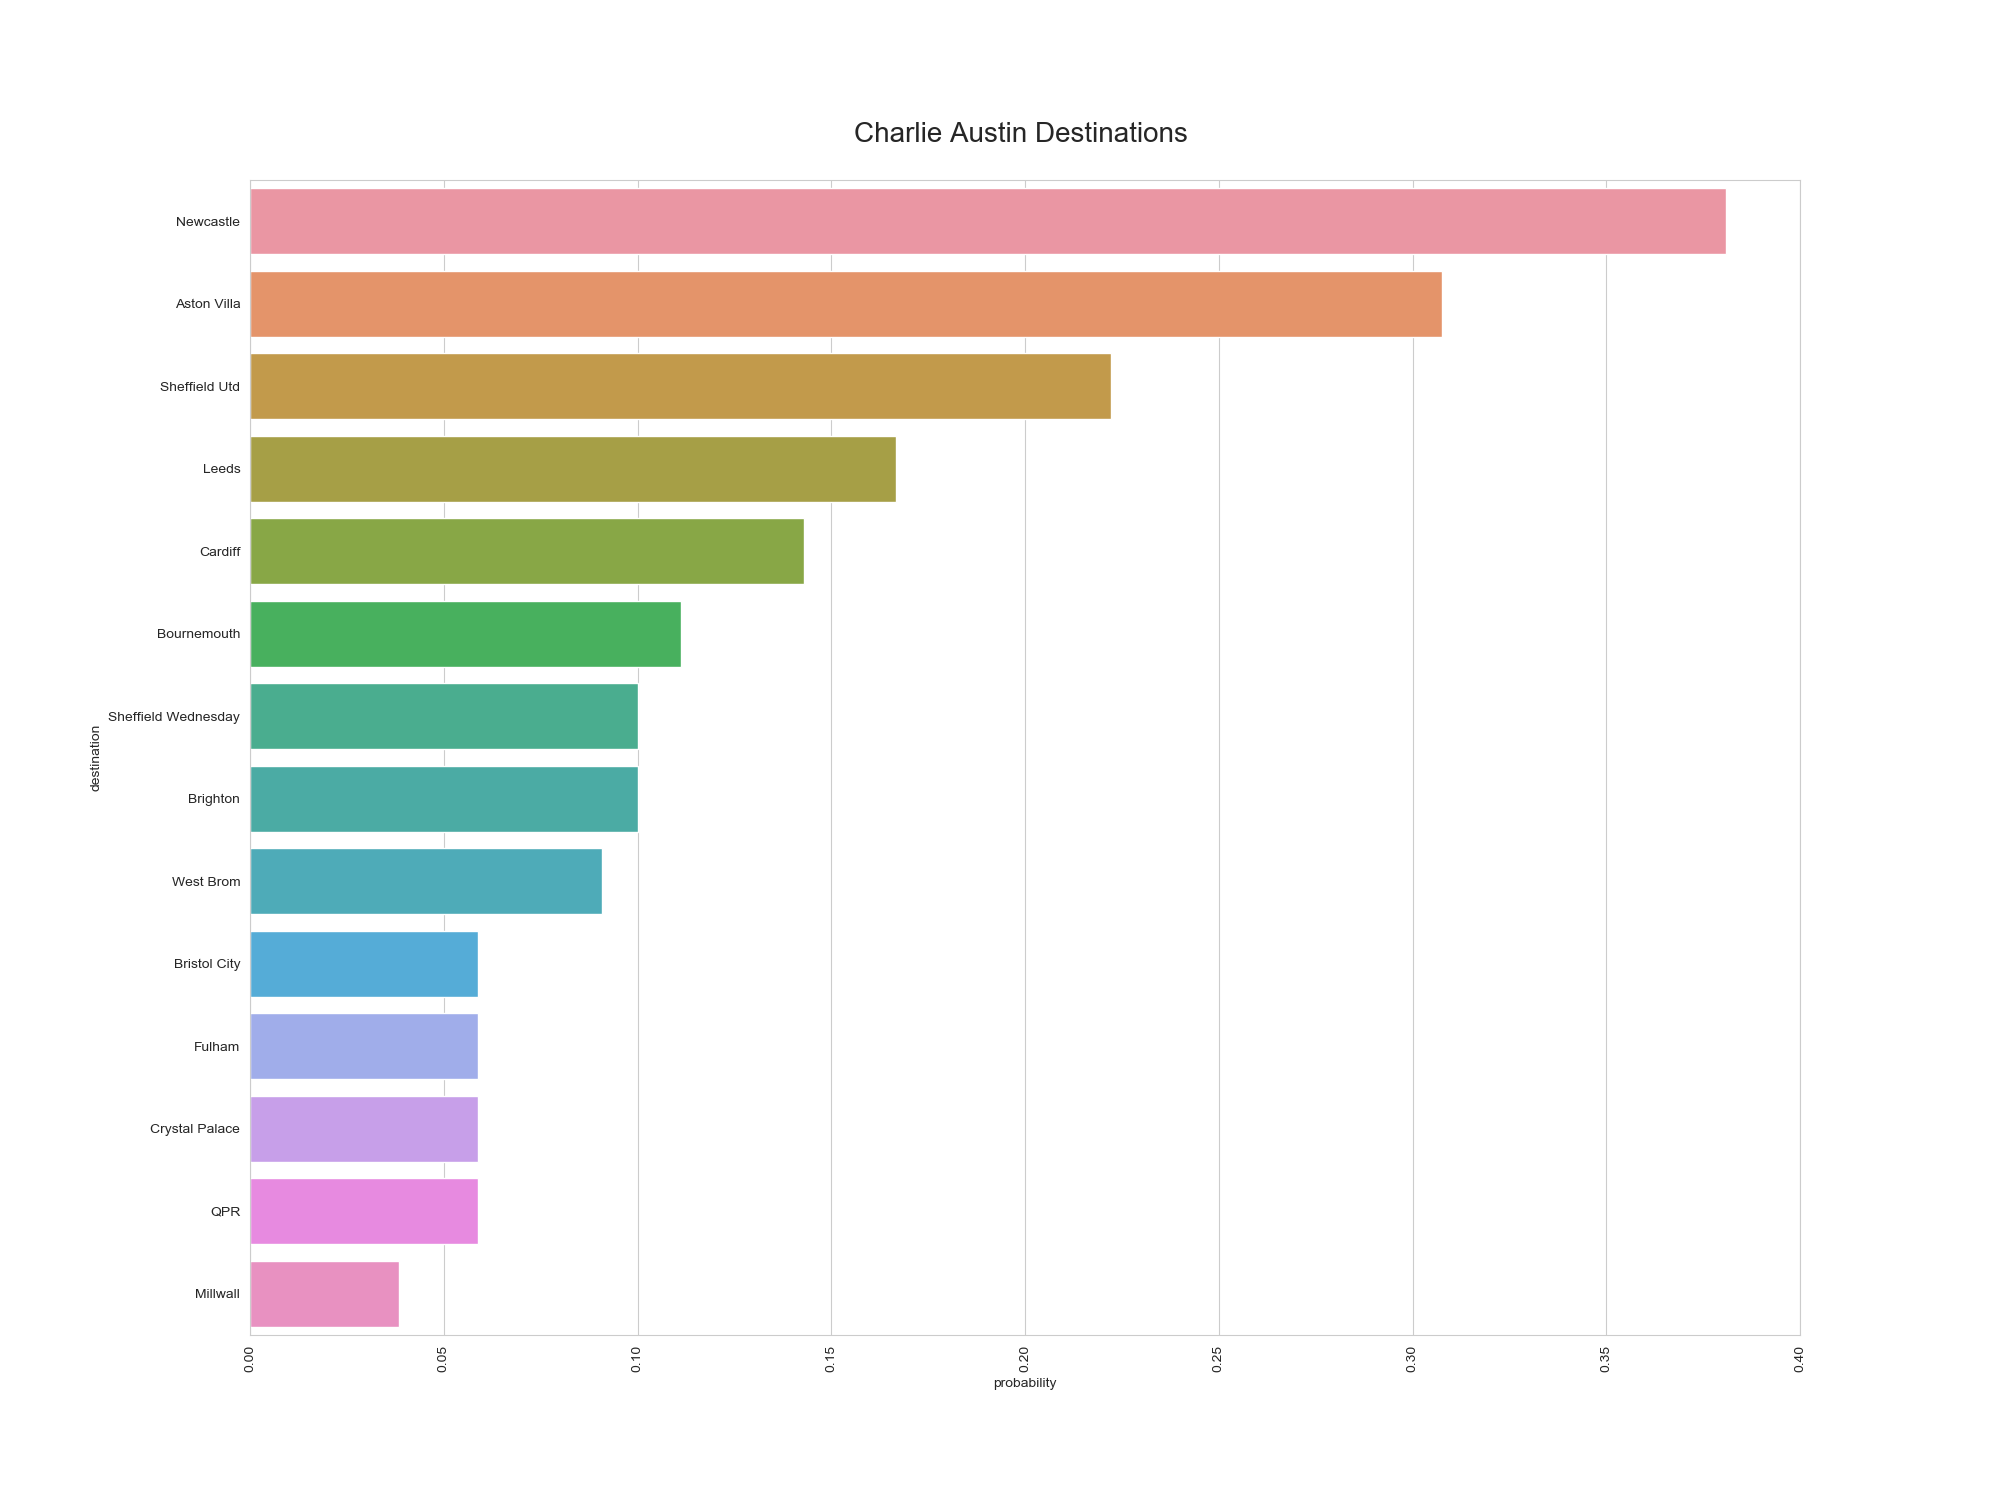 Charlie Austin Destinations
Newcastle
Aston Villa
Sheffield Utd
Leeds
Cardiff
Bournemouth
Sheffield Wednesday
Brighton
West Brom
Bristol City
Fulham
Crystal Palace
QPR
Millwall
destination
0.00
0.05
0.10
0.15
0.20
0.25
0.30
0.35
0.40
probability